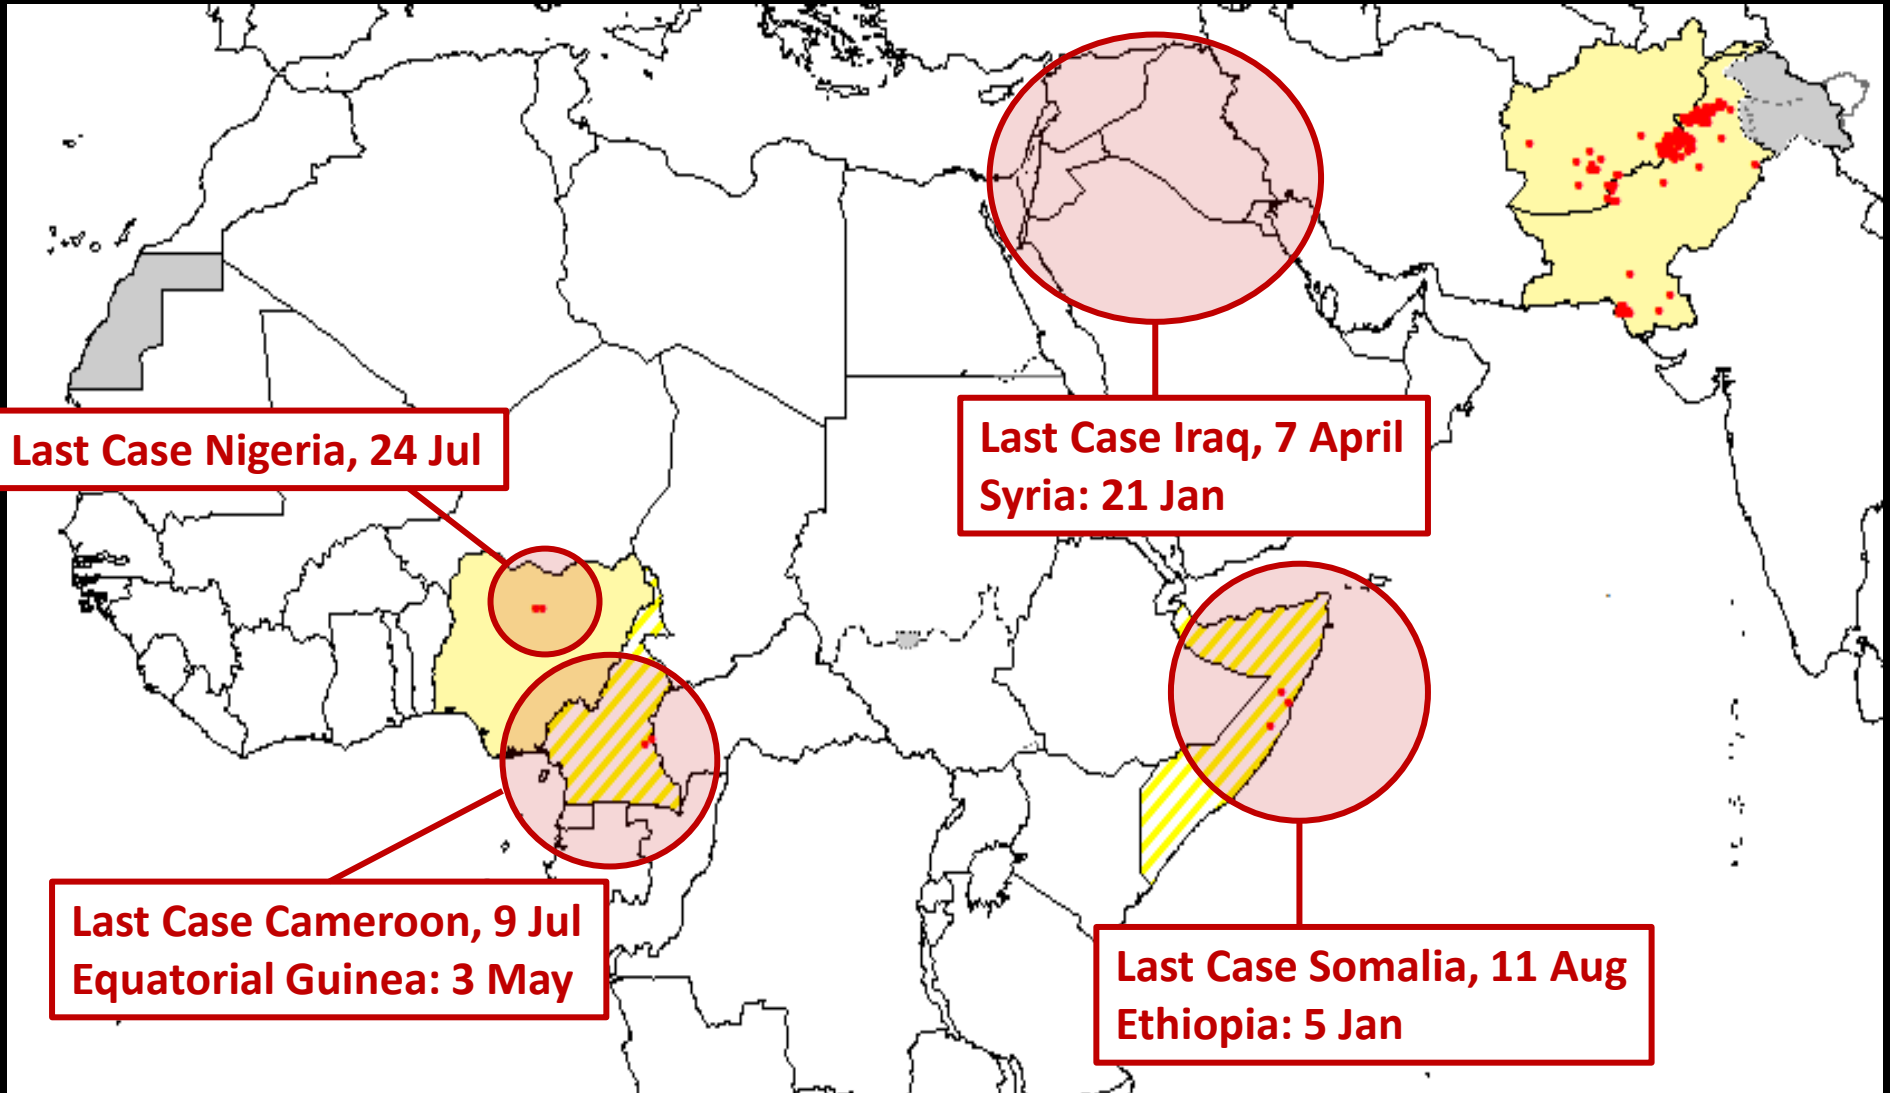 Last Case Nigeria, 24 Jul
Last Case Iraq, 7 April
Syria: 21 Jan
Last Case Cameroon, 9 Jul
Equatorial Guinea: 3 May
Last Case Somalia, 11 Aug
Ethiopia: 5 Jan